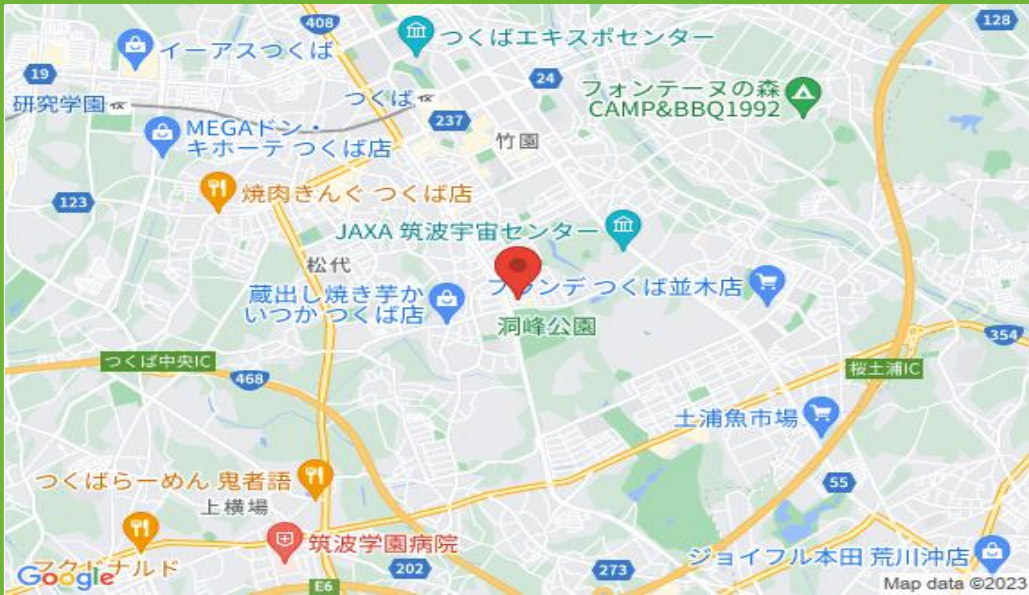 408
128
つくばエキスポセンター
イーアスつくば
19
24
フォンテーヌの森
CAMP&BBQ1992
研究学園
つくば
237
MEGAドン・
キホーテ つくば店
竹園
焼肉きんぐ つくば店
123
JAXA 筑波宇宙センター
松代
蔵出し焼き芋か
いつか つくば店
フランデ つくば並木店
洞峰公園
354
つくば中央IC
468
桜土浦IC
土浦魚市場
つくばらーめん 鬼者語
55
上横場
筑波学園病院
マクドナルド
202
273
ジョイフル本田 荒川沖店
Google
E6
Map data ©2023